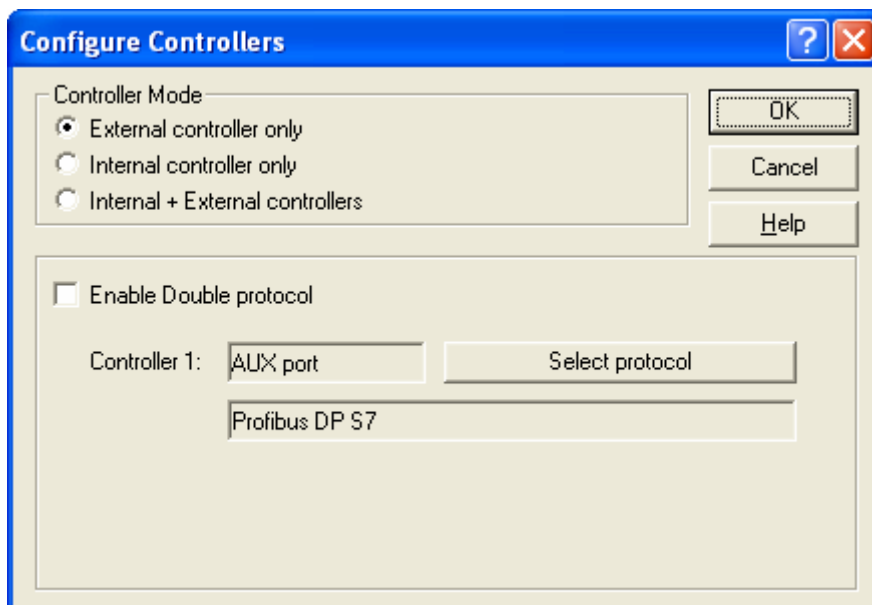 Configure Controllers
Controller Mode
External controller only
Internal controller only
Internal + External controllers
OK
Cancel
Help
Enable Double protocol
Controller 1: AUX port Select protocol
Profibus DP S7